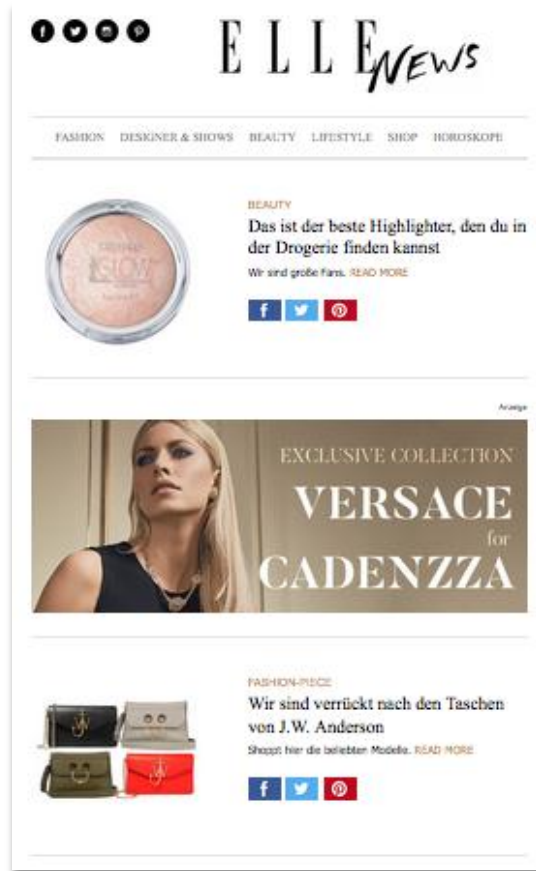 ELLE NEWS
FASHION DESIGNER & SHOWS BEAUTY LIFESTYLE SHOP HOROSKOPE
BEAUTY
Das ist der beste Highlighter, den du in
der Drogerie finden kannst
Wir sind große Fans. READ MORE
GLOW
Anzeige
EXCLUSIVE COLLECTION
VERSACE
for
CADENZZA
FASHION-PIECE
Wir sind verrückt nach den Taschen
von J.W. Anderson
Shoppt hier die beliebten Modelle. READ MORE